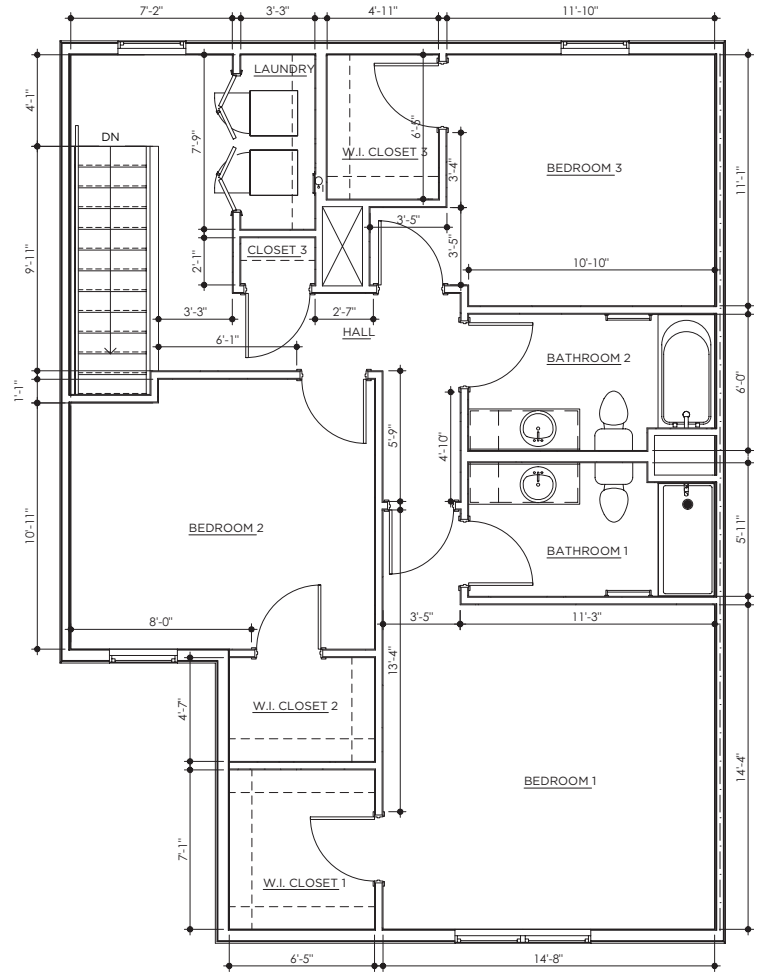 7'-2"
3'-3"
4'-11"
11'-10"
LAUNDRY
4'-1"
DN
7'-9"
6'-5"
W.I. CLOSET 3
3'-4"
BEDROOM 3
11'-1"
3'-5"
3'-5"
CLOSET 3
2'-1"
9'-11"
10'-10"
3'-3"
2'-7"
HALL
6'-1"
BATHROOM 2
6'-0"
1'-1"
5'-9"
4'-10"
BEDROOM 2
10'-11"
BATHROOM 1
5'-11"
8'-0"
3'-5"
11'-3"
13'-4"
W.I. CLOSET 2
4'-7"
BEDROOM 1
14'-4"
7'-1"
W.I. CLOSET 1
6'-5"
14'-8"